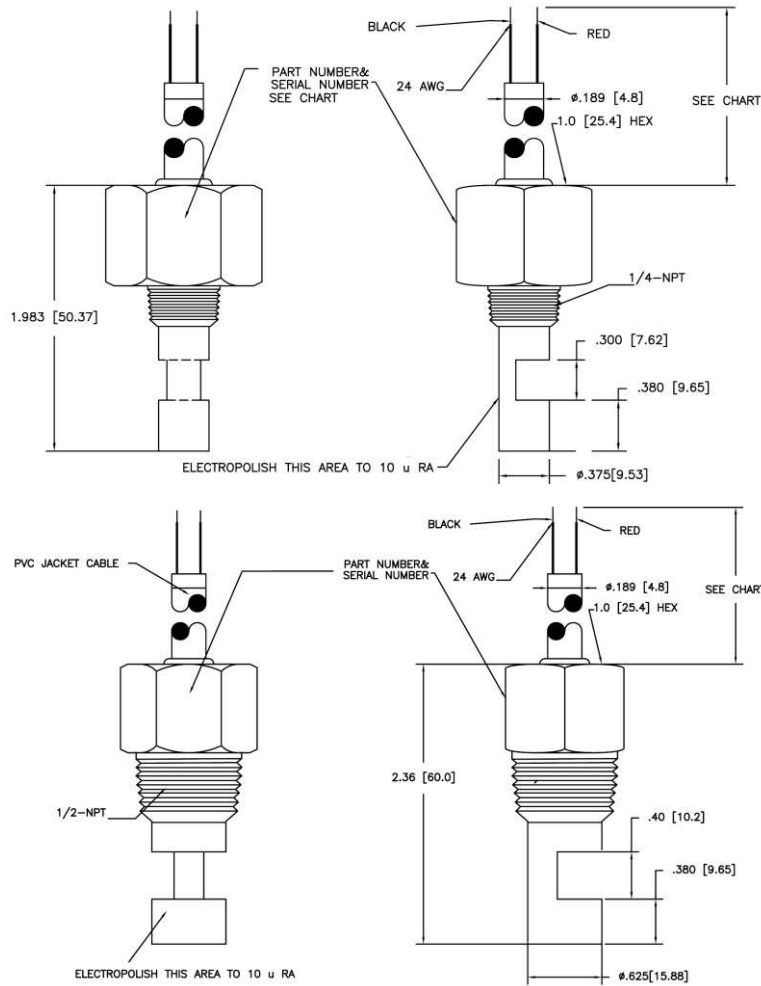 BLACK
RED
PART NUMBER&
SERIAL NUMBER
SEE CHART
24 AWG
ø.189 [4.8]
SEE CHART
1.0 [25.4] HEX
1/4-NPT
1.983 [50.37]
.300 [7.62]
.380 [9.65]
ELECTROPOLISH THIS AREA TO 10 u RA
ø.375[9.53]
BLACK
RED
PVC JACKET CABLE
PART NUMBER&
SERIAL NUMBER
24 AWG
ø.189 [4.8]
SEE CHART
1.0 [25.4] HEX
2.36 [60.0]
1/2-NPT
.40 [10.2]
.380 [9.65]
ELECTROPOLISH THIS AREA TO 10 u RA
ø.625[15.88]